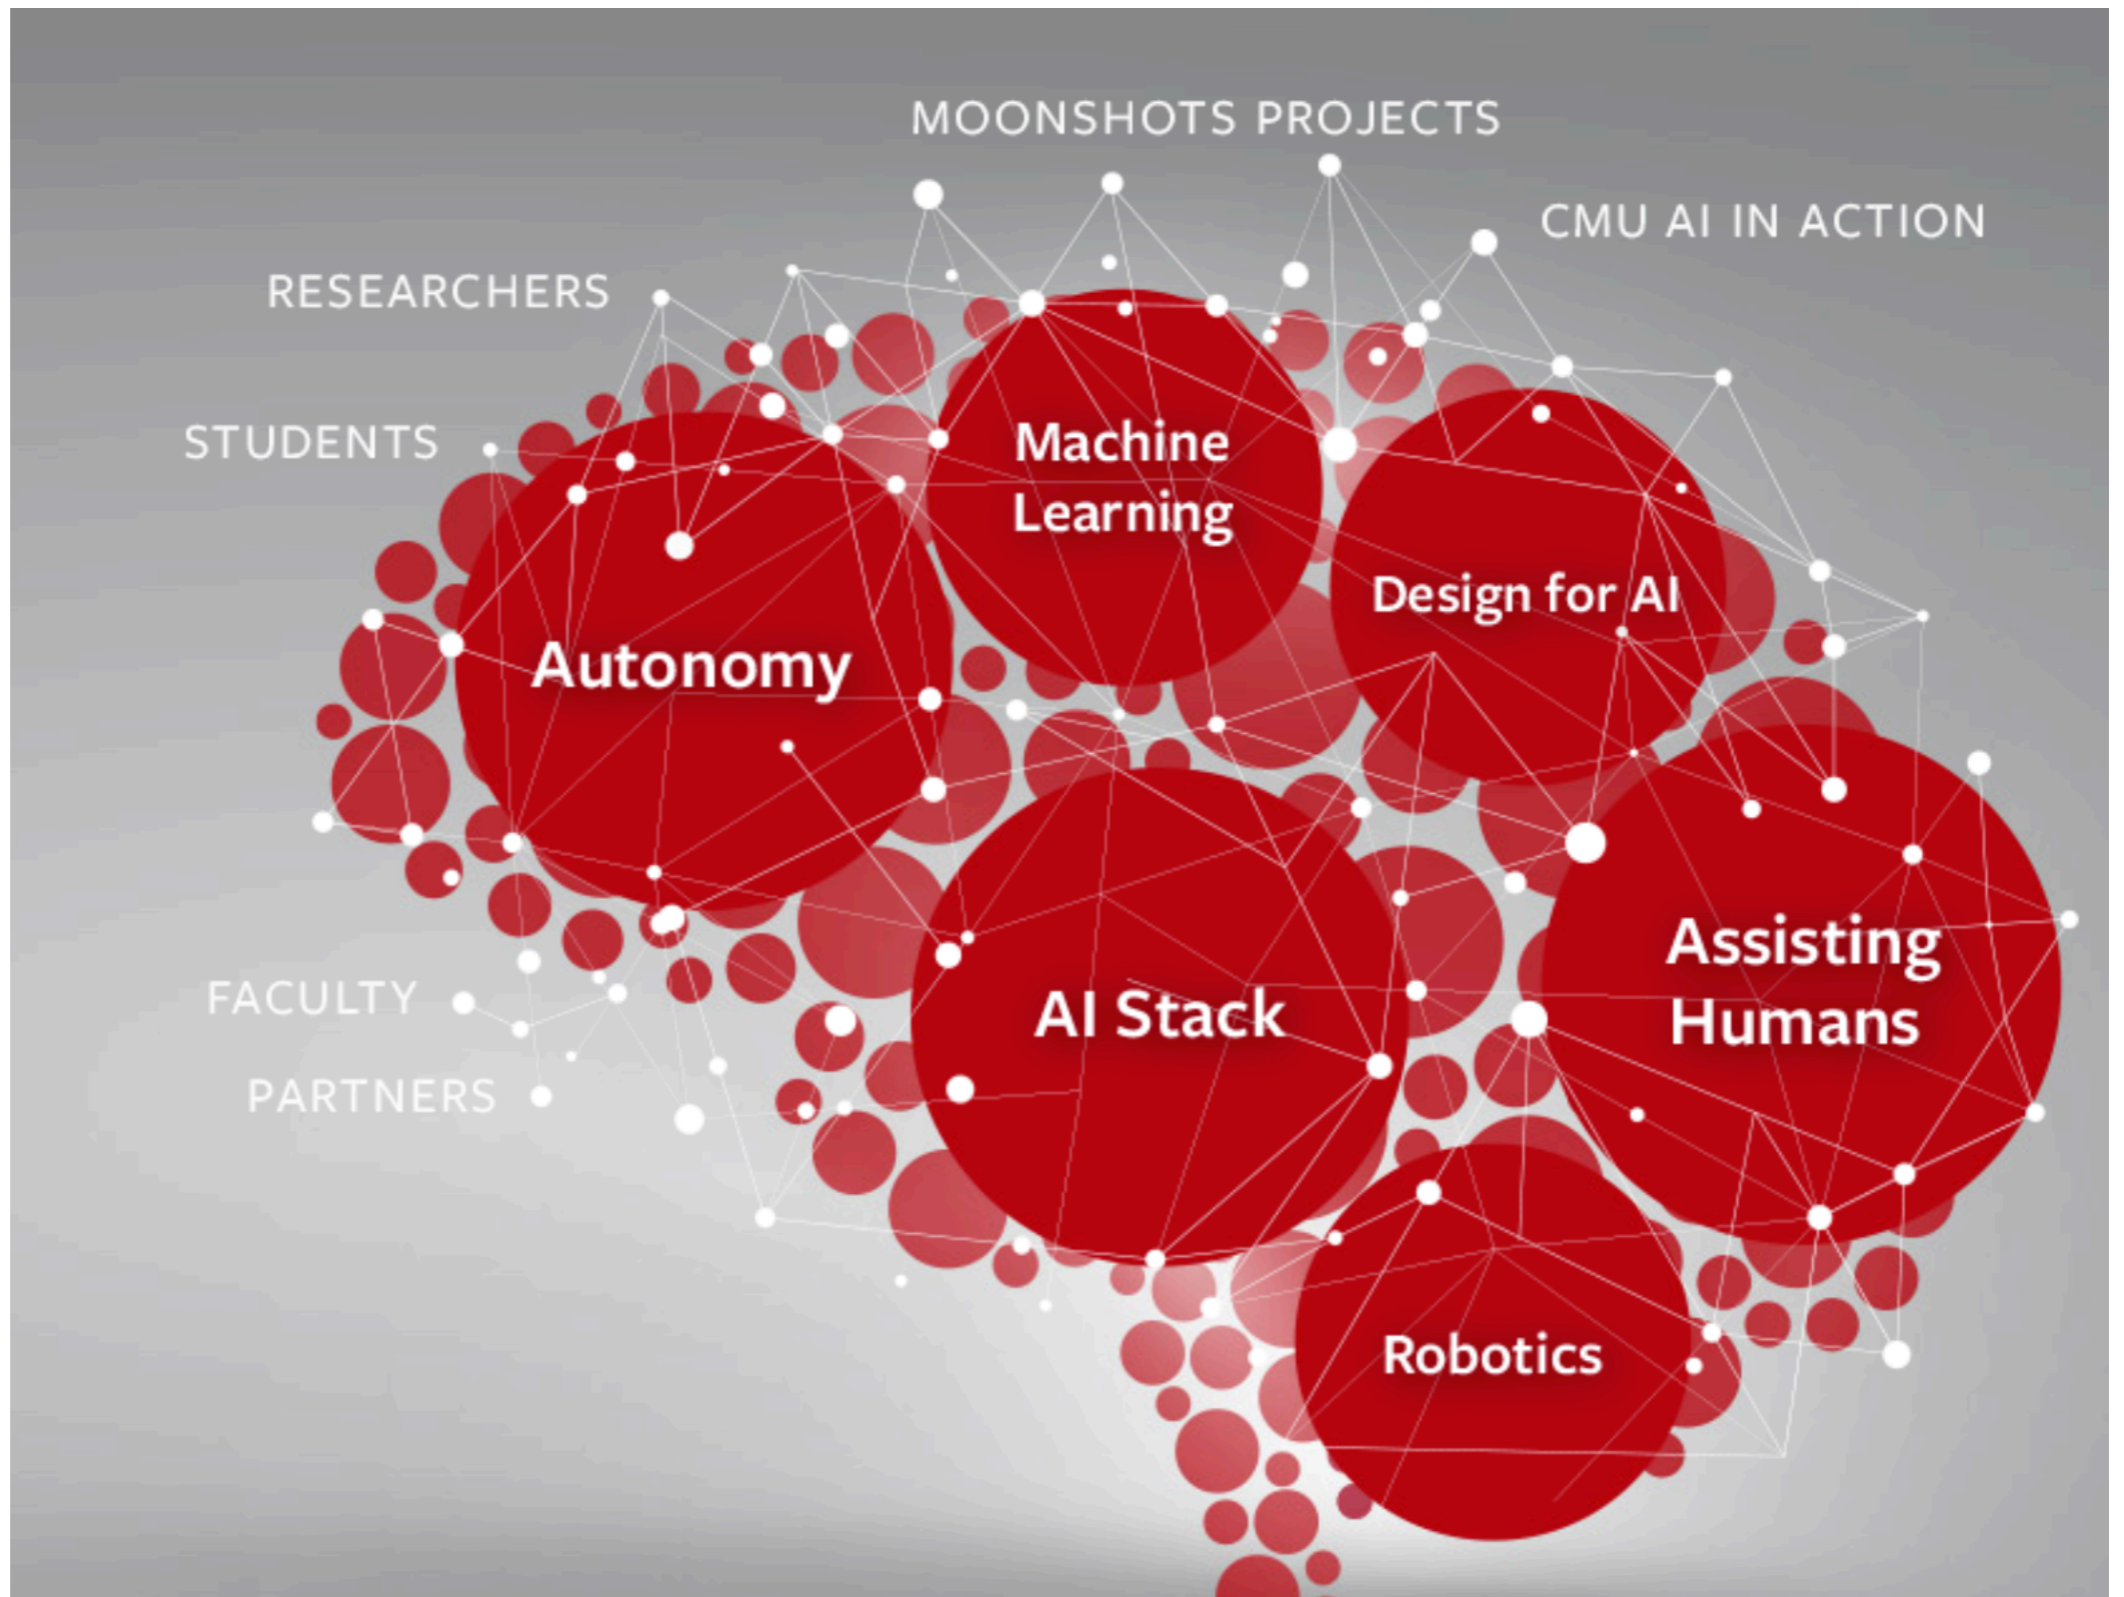 MOONSHOTS PROJECTS
CMU AI IN ACTION
RESEARCHERS
STUDENTS
Machine
Learning
Design for AI
Autonomy
Assisting
Humans
AI Stack
FACULTY
PARTNERS
Robotics